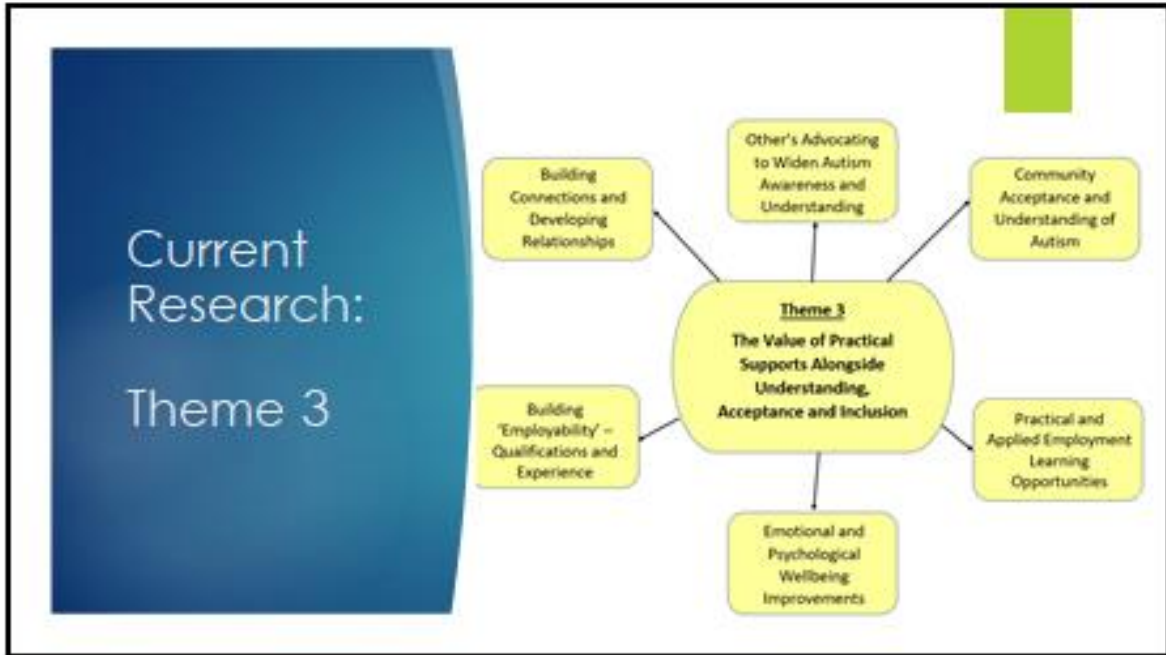 Current
Research:
Theme 3
Building
Connections and
Developing
Relationships
Other's Advocating
to Widen Autism
Awareness and
Understanding
Community
Acceptance and
Understanding of
Autism
Theme 3
The Value of Practical
Supports Alongside
Understanding,
Acceptance and Inclusion
Building
'Employability' –
Qualifications and
Experience
Practical and
Applied Employment
Learning
Opportunities
Emotional and
Psychological
Wellbeing
Improvements